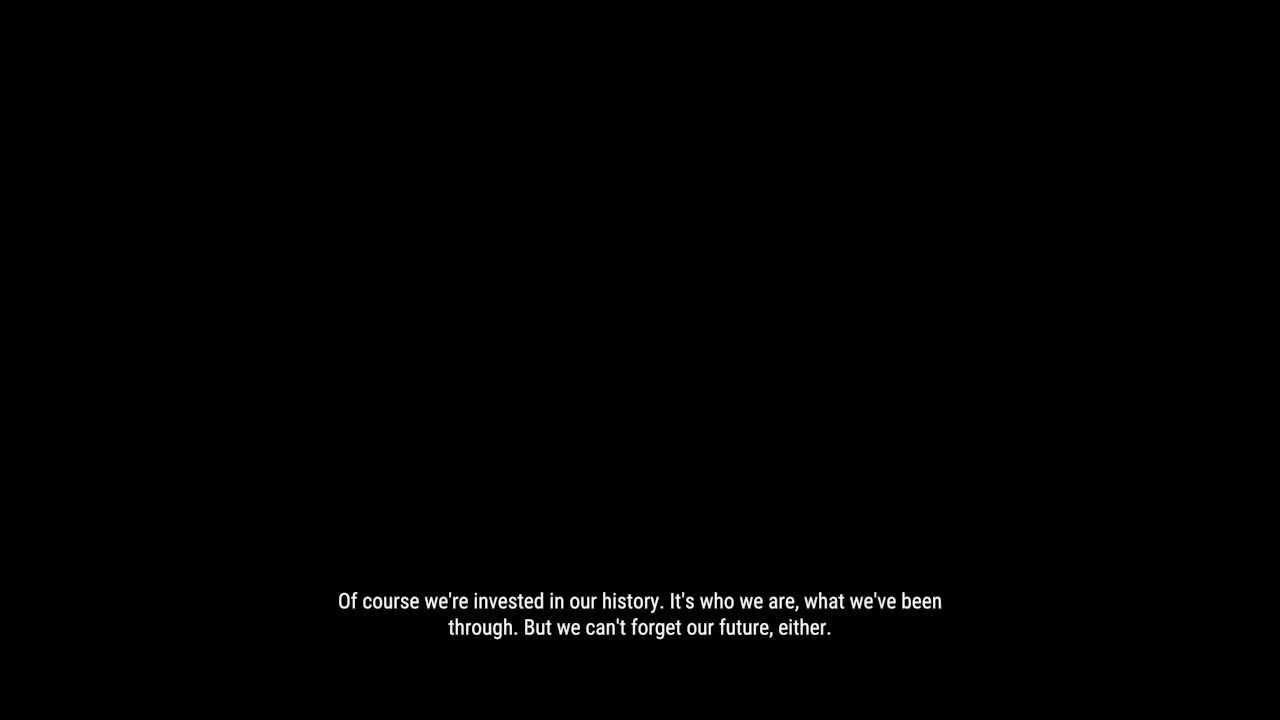 Of course we're invested in our history. It's who we are, what we've been
through. But we can't forget our future, either.